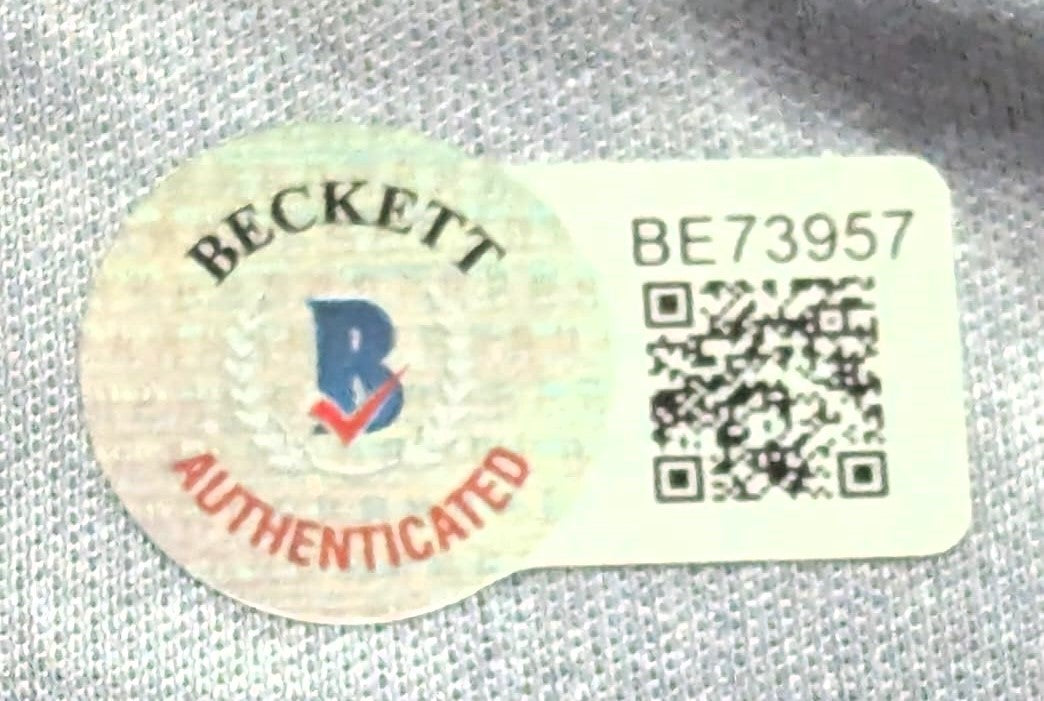 BECKETT
B
AUTHENTICATED
BE73957